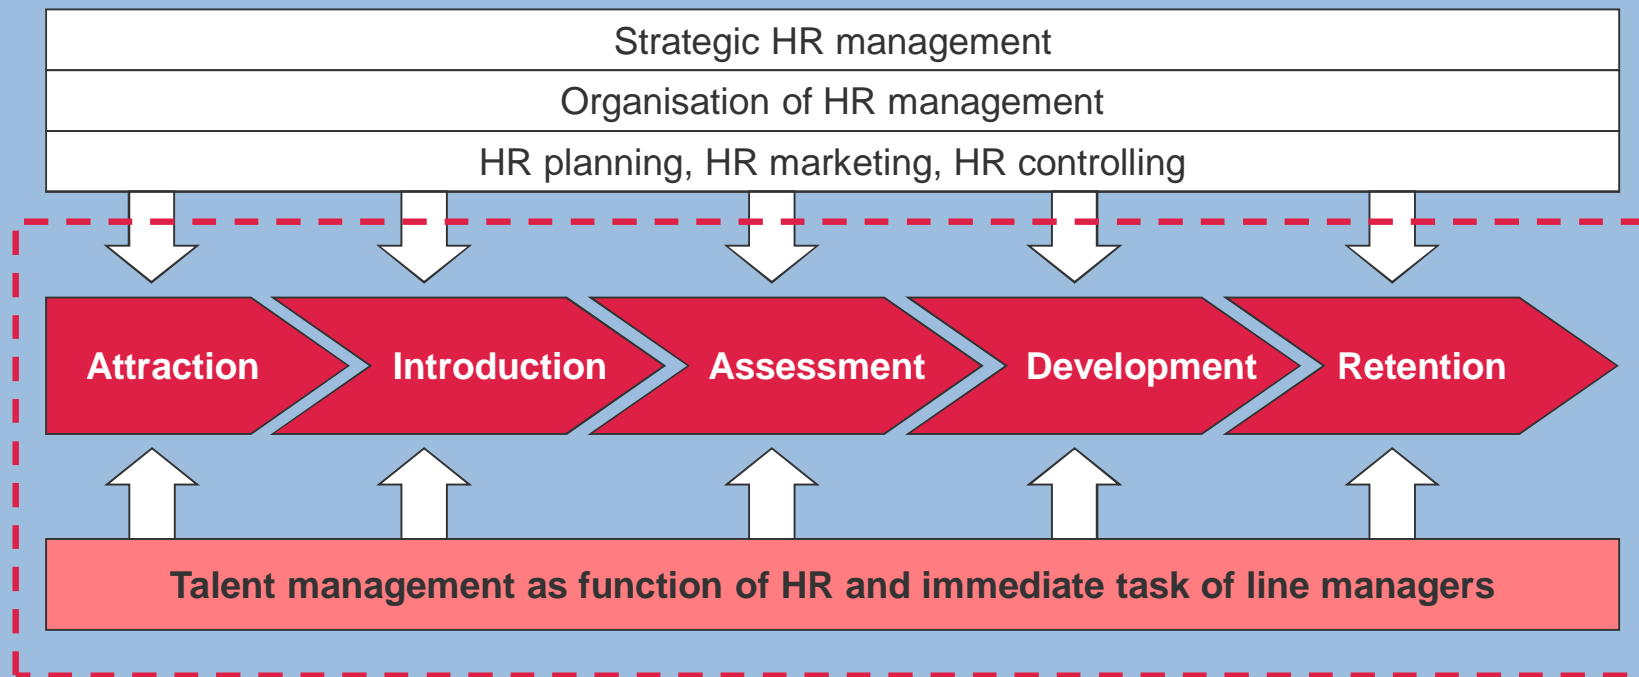 Strategic HR management
Organisation of HR management
HR planning, HR marketing, HR controlling
Attraction
Introduction
Assessment
Development
Retention
Talent management as function of HR and immediate task of line managers